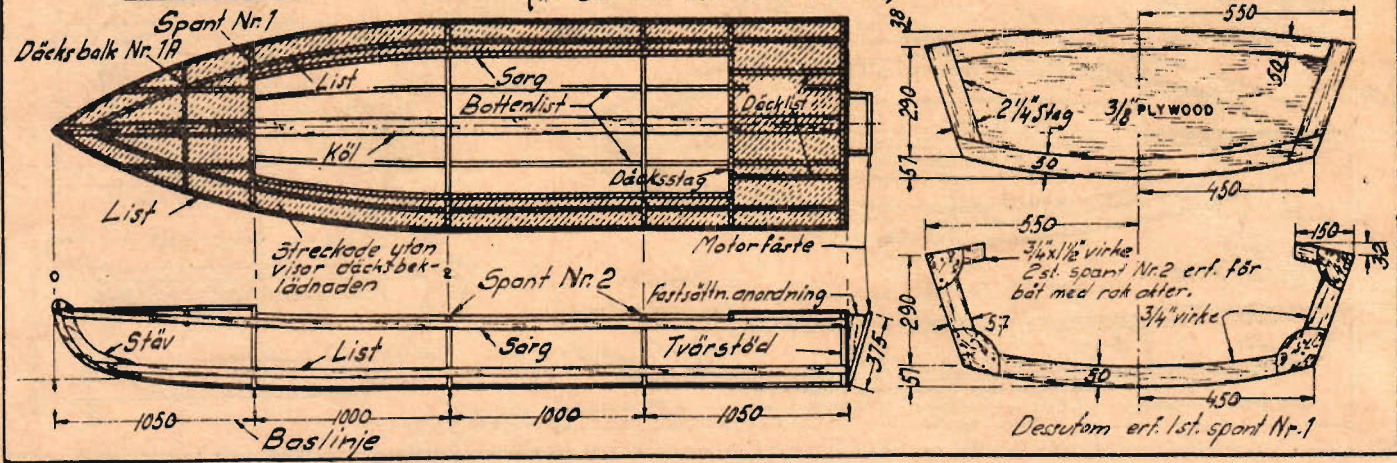 Spant Nr.1
Däcksbalk Nr.1A
List
Sarg
Bottenlist
Däcklist
Köl
Däcksstag
List
Streckade ytan
visar däcksbek-
lädnaden
Motorfäste
2
Spant Nr.2
Fastsättn.anordning
Stäv
List
Sarg
Tvärstöd
375
1050
1000
1000
1050
Baslinje
38
550
50
290
2 1/4" Stag
3/8" PLYWOOD
50
57
450
550
150
32
3/4"x1 1/2" virke
2st. spant Nr.2 erf. för
båt med rak akter.
290
57
3/4" virke
50
57
450
Dessutom erf. 1st. spant Nr.1